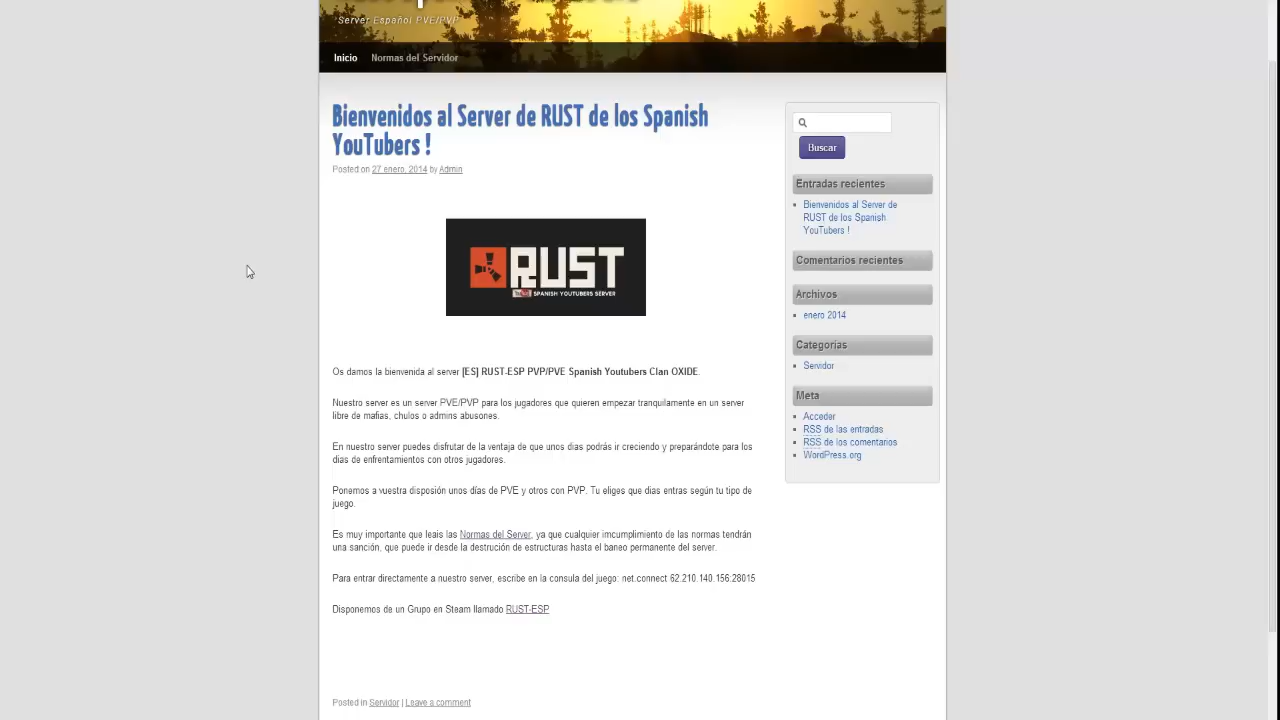 Server Español PVE/PVP
Inicio
Normas del Servidor
Bienvenidos al Server de RUST de los Spanish
YouTubers !
Posted on 27 enero, 2014 by Admin
RUST
SPANISH YOUTUBERS SERVER
Os damos la bienvenida al server [ES] RUST-ESP PVP/PVE Spanish Youtubers Clan OXIDE.
Nuestro server es un server PVE/PVP para los jugadores que quieren empezar tranquilamente en un server
libre de mafias, chulos o admins abusones.
En nuestro server puedes disfrutar de la ventaja de que unos dias podrás ir creciendo y preparándote para los
dias de enfrentamientos con otros jugadores.
Ponemos a vuestra disposión unos días de PVE y otros con PVP. Tu eliges que dias entras según tu tipo de
juego.
Es muy importante que leais las Normas del Server, ya que cualquier imcumplimiento de las normas tendrán
una sanción, que puede ir desde la destrución de estructuras hasta el baneo permanente del server.
Para entrar directamente a nuestro server, escribe en la consula del juego: net.connect 62.210.140.156:28015
Disponemos de un Grupo en Steam llamado RUST-ESP
Posted in Servidor | Leave a comment
Buscar
Entradas recientes
Bienvenidos al Server de
RUST de los Spanish
YouTubers !
Comentarios recientes
Archivos
enero 2014
Categorías
Servidor
Meta
Acceder
RSS de las entradas
RSS de los comentarios
WordPress.org